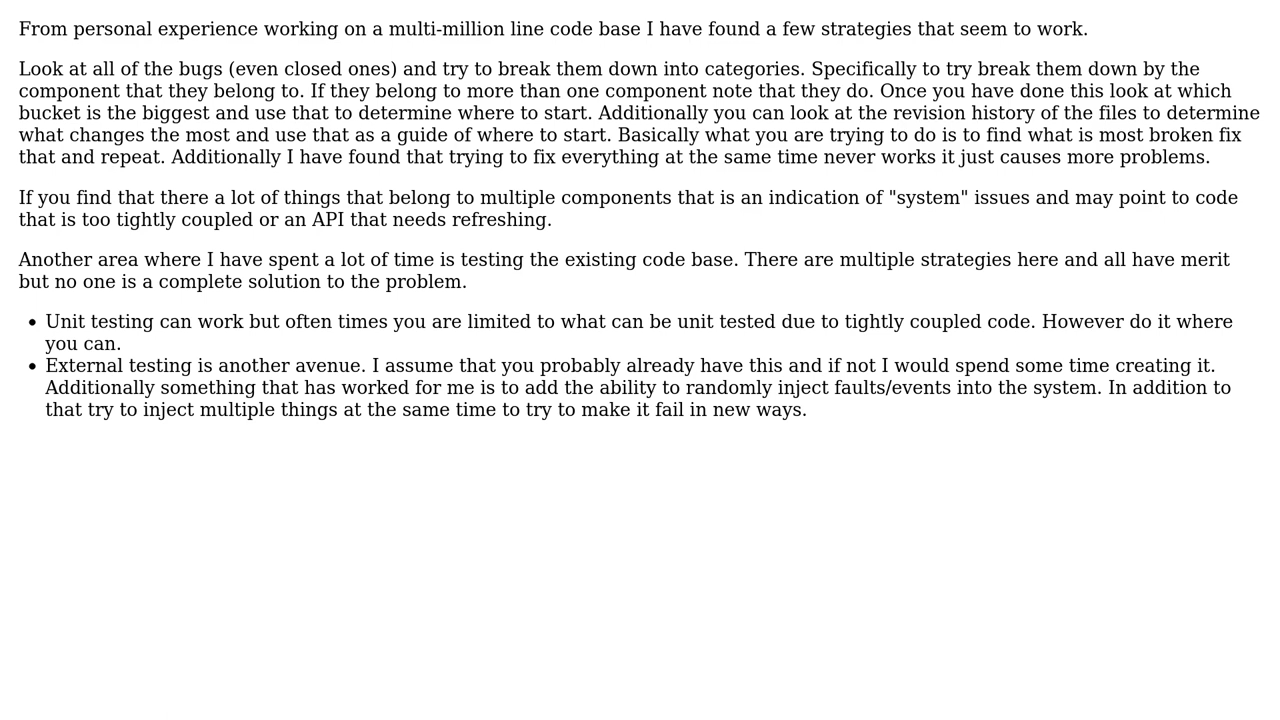 From personal experience working on a multi-million line code base I have found a few strategies that seem to work.
Look at all of the bugs (even closed ones) and try to break them down into categories. Specifically to try break them down by the
component that they belong to. If they belong to more than one component note that they do. Once you have done this look at which
bucket is the biggest and use that to determine where to start. Additionally you can look at the revision history of the files to determine
what changes the most and use that as a guide of where to start. Basically what you are trying to do is to find what is most broken fix
that and repeat. Additionally I have found that trying to fix everything at the same time never works it just causes more problems.
If you find that there a lot of things that belong to multiple components that is an indication of "system" issues and may point to code
that is too tightly coupled or an API that needs refreshing.
Another area where I have spent a lot of time is testing the existing code base. There are multiple strategies here and all have merit
but no one is a complete solution to the problem.
• Unit testing can work but often times you are limited to what can be unit tested due to tightly coupled code. However do it where
you can.
• External testing is another avenue. I assume that you probably already have this and if not I would spend some time creating it.
Additionally something that has worked for me is to add the ability to randomly inject faults/events into the system. In addition to
that try to inject multiple things at the same time to try to make it fail in new ways.